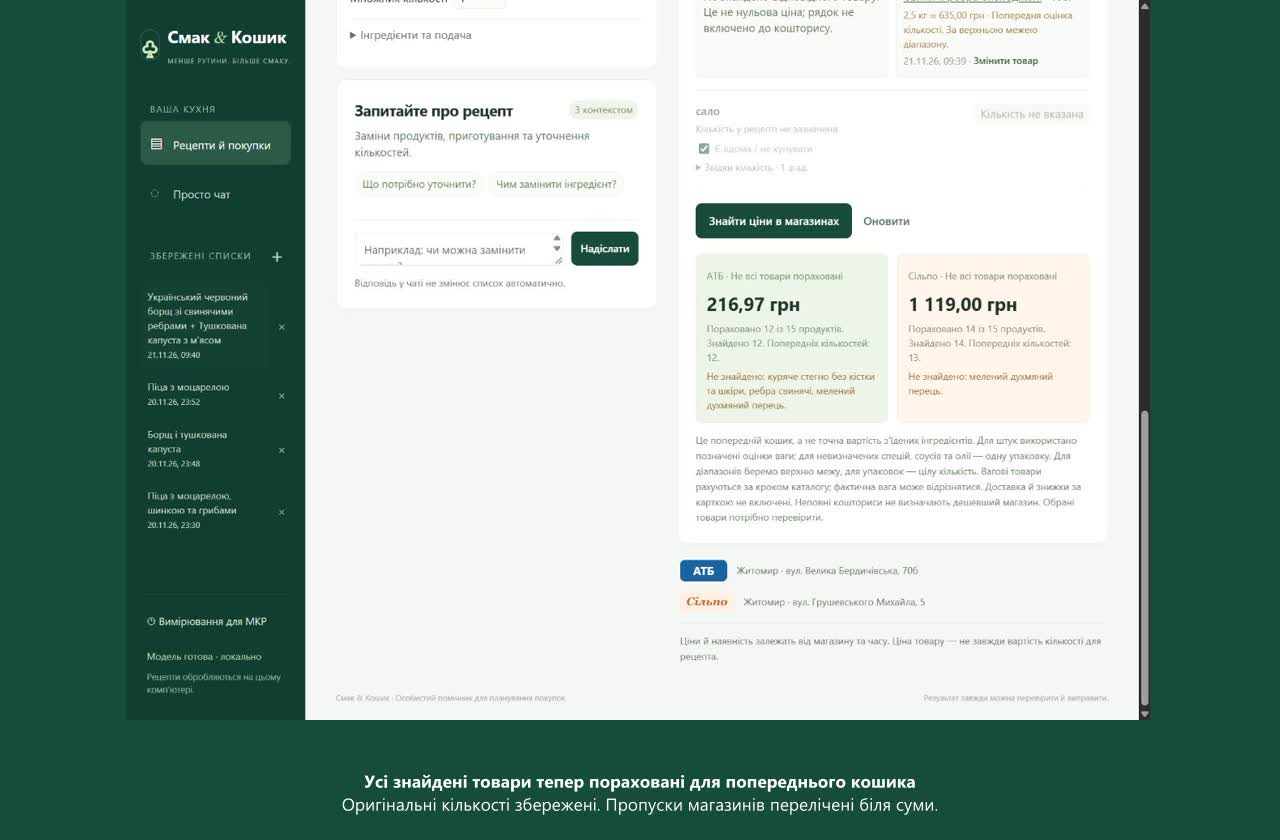 Смак & Кошик
МЕНШЕ РУТИНИ. БІЛЬШЕ СМАКУ.
ВАША КУХНЯ
Рецепти й покупки
Просто чат
ЗБЕРЕЖЕНІ СПИСКИ +
Український червоний
борщ зі свинячими
ребрами + Тушкована
капуста з м'ясом
21.11.26, 09:40
×
Піца з моцарелою
20.11.26, 23:52
×
Борщ і тушкована
капуста
20.11.26, 23:48
×
Піца з моцарелою,
шинкою та грибами
20.11.26, 23:30
×
Вимірювання для МКР
Модель готова · локально
Рецепти обробляються на цьому
комп'ютері.
Інгредієнти та подача
Запитайте про рецепт
З контекстом
Заміни продуктів, приготування та уточнення
кількостей.
Що потрібно уточнити?
Чим замінити інгредієнт?
Наприклад: чи можна замінити
Надіслати
Відповідь у чаті не змінює список автоматично.
Це не нульова ціна; рядок не
включено до кошторису.
2,5 кг ≈ 635,00 грн · Попередня оцінка
кількості. За верхньою межею
діапазону.
21.11.26, 09:39 · Змінити товар
сало
Кількість не вказана
Кількість у рецепті не зазначена
Є вдома / не купувати
Звідки кількість · 1 згад.
Знайти ціни в магазинах
Оновити
АТБ · Не всі товари пораховані
216,97 грн
Пораховано 12 із 15 продуктів.
Знайдено 12. Попередніх кількостей:
12.
Не знайдено: куряче стегно без кістки
та шкіри, ребра свинячі, мелений
духмяний перець.
Сільпо · Не всі товари пораховані
1 119,00 грн
Пораховано 14 із 15 продуктів.
Знайдено 14. Попередніх кількостей:
13.
Не знайдено: мелений духмяний
перець.
Це попередній кошик, а не точна вартість з'їдених інгредієнтів. Для штук використано
позначені оцінки ваги; для невизначених спецій, соусів та олії — одну упаковку. Для
діапазонів беремо верхню межу, для упаковок — цілу кількість. Вагові товари
рахуються за кроком каталогу; фактична вага може відрізнятися. Доставка й знижки за
карткою не включені. Неповні кошториси не визначають дешевший магазин. Обрані
товари потрібно перевірити.
АТБ Житомир · вул. Велика Бердичівська, 70б
Сільпо Житомир · вул. Грушевського Михайла, 5
Ціни й наявність залежать від магазину та часу. Ціна товару — не завжди вартість кількості для
рецепта.
Смак & Кошик · Особистий помічник для планування покупок
Результат завжди можна перевірити й виправити.
Усі знайдені товари тепер пораховані для попереднього кошика
Оригінальні кількості збережені. Пропуски магазинів перелічені біля суми.